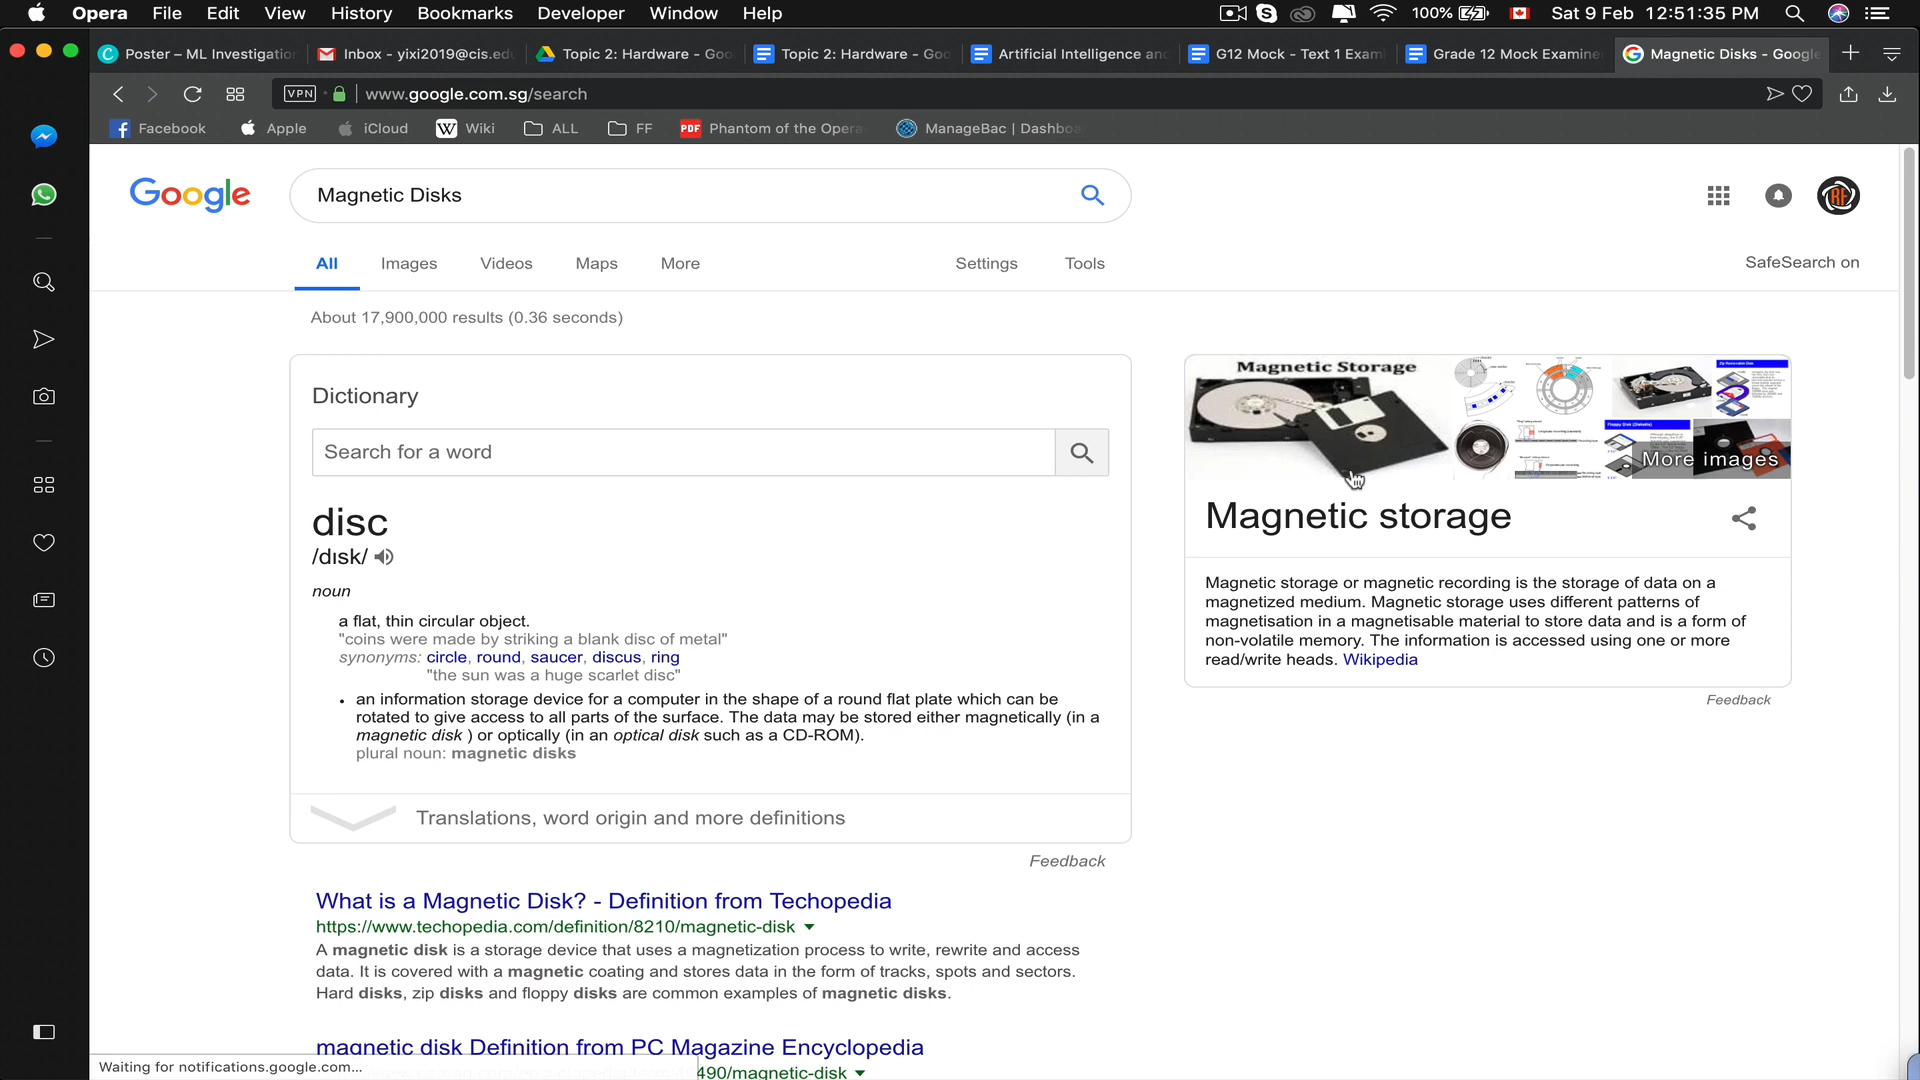 Opera File Edit View History Bookmarks Developer Window Help 100% Sat 9 Feb 12:51:35 PM
Poster – ML Investigation
Inbox - yixi2019@cis.ed
Topic 2: Hardware - Goo
Topic 2: Hardware - Goo
Artificial Intelligence an
G12 Mock - Text 1 Exami
Grade 12 Mock Examine
Magnetic Disks - Google
VPN www.google.com.sg/search
Facebook Apple iCloud Wiki ALL FF PDF Phantom of the Opera ManageBac | Dashbo
Google Magnetic Disks
All Images Videos Maps More Settings Tools SafeSearch on
About 17,900,000 results (0.36 seconds)
Dictionary
Search for a word
disc
/dɪsk/
noun
a flat, thin circular object.
"coins were made by striking a blank disc of metal"
synonyms: circle, round, saucer, discus, ring
"the sun was a huge scarlet disc"
• an information storage device for a computer in the shape of a round flat plate which can be
rotated to give access to all parts of the surface. The data may be stored either magnetically (in a
magnetic disk ) or optically (in an optical disk such as a CD-ROM).
plural noun: magnetic disks
Translations, word origin and more definitions
Feedback
Magnetic Storage
More images
Magnetic storage
Magnetic storage or magnetic recording is the storage of data on a
magnetized medium. Magnetic storage uses different patterns of
magnetisation in a magnetisable material to store data and is a form of
non-volatile memory. The information is accessed using one or more
read/write heads. Wikipedia
Feedback
What is a Magnetic Disk? - Definition from Techopedia
https://www.techopedia.com/definition/8210/magnetic-disk
A magnetic disk is a storage device that uses a magnetization process to write, rewrite and access
data. It is covered with a magnetic coating and stores data in the form of tracks, spots and sectors.
Hard disks, zip disks and floppy disks are common examples of magnetic disks.
magnetic disk Definition from PC Magazine Encyclopedia
490/magnetic-disk
Waiting for notifications.google.com...